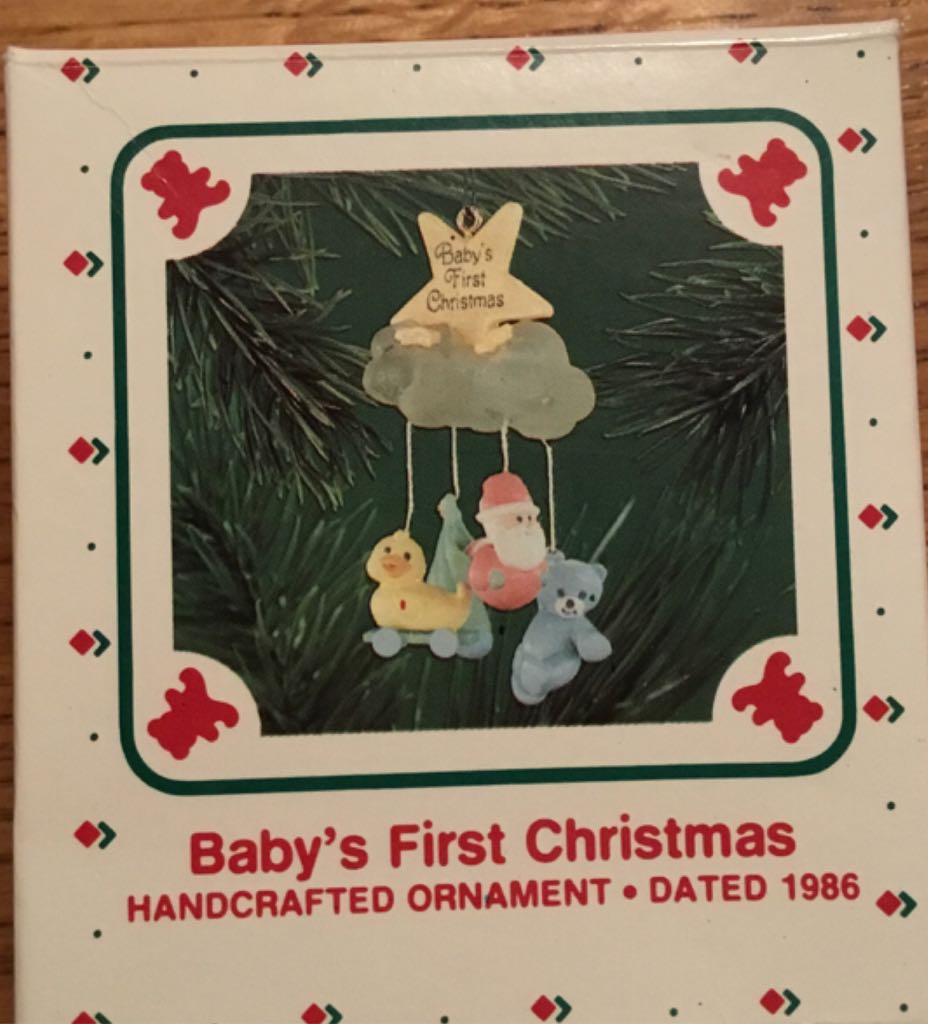 Baby's
First
Christmas
Baby's First Christmas
HANDCRAFTED ORNAMENT • DATED 1986